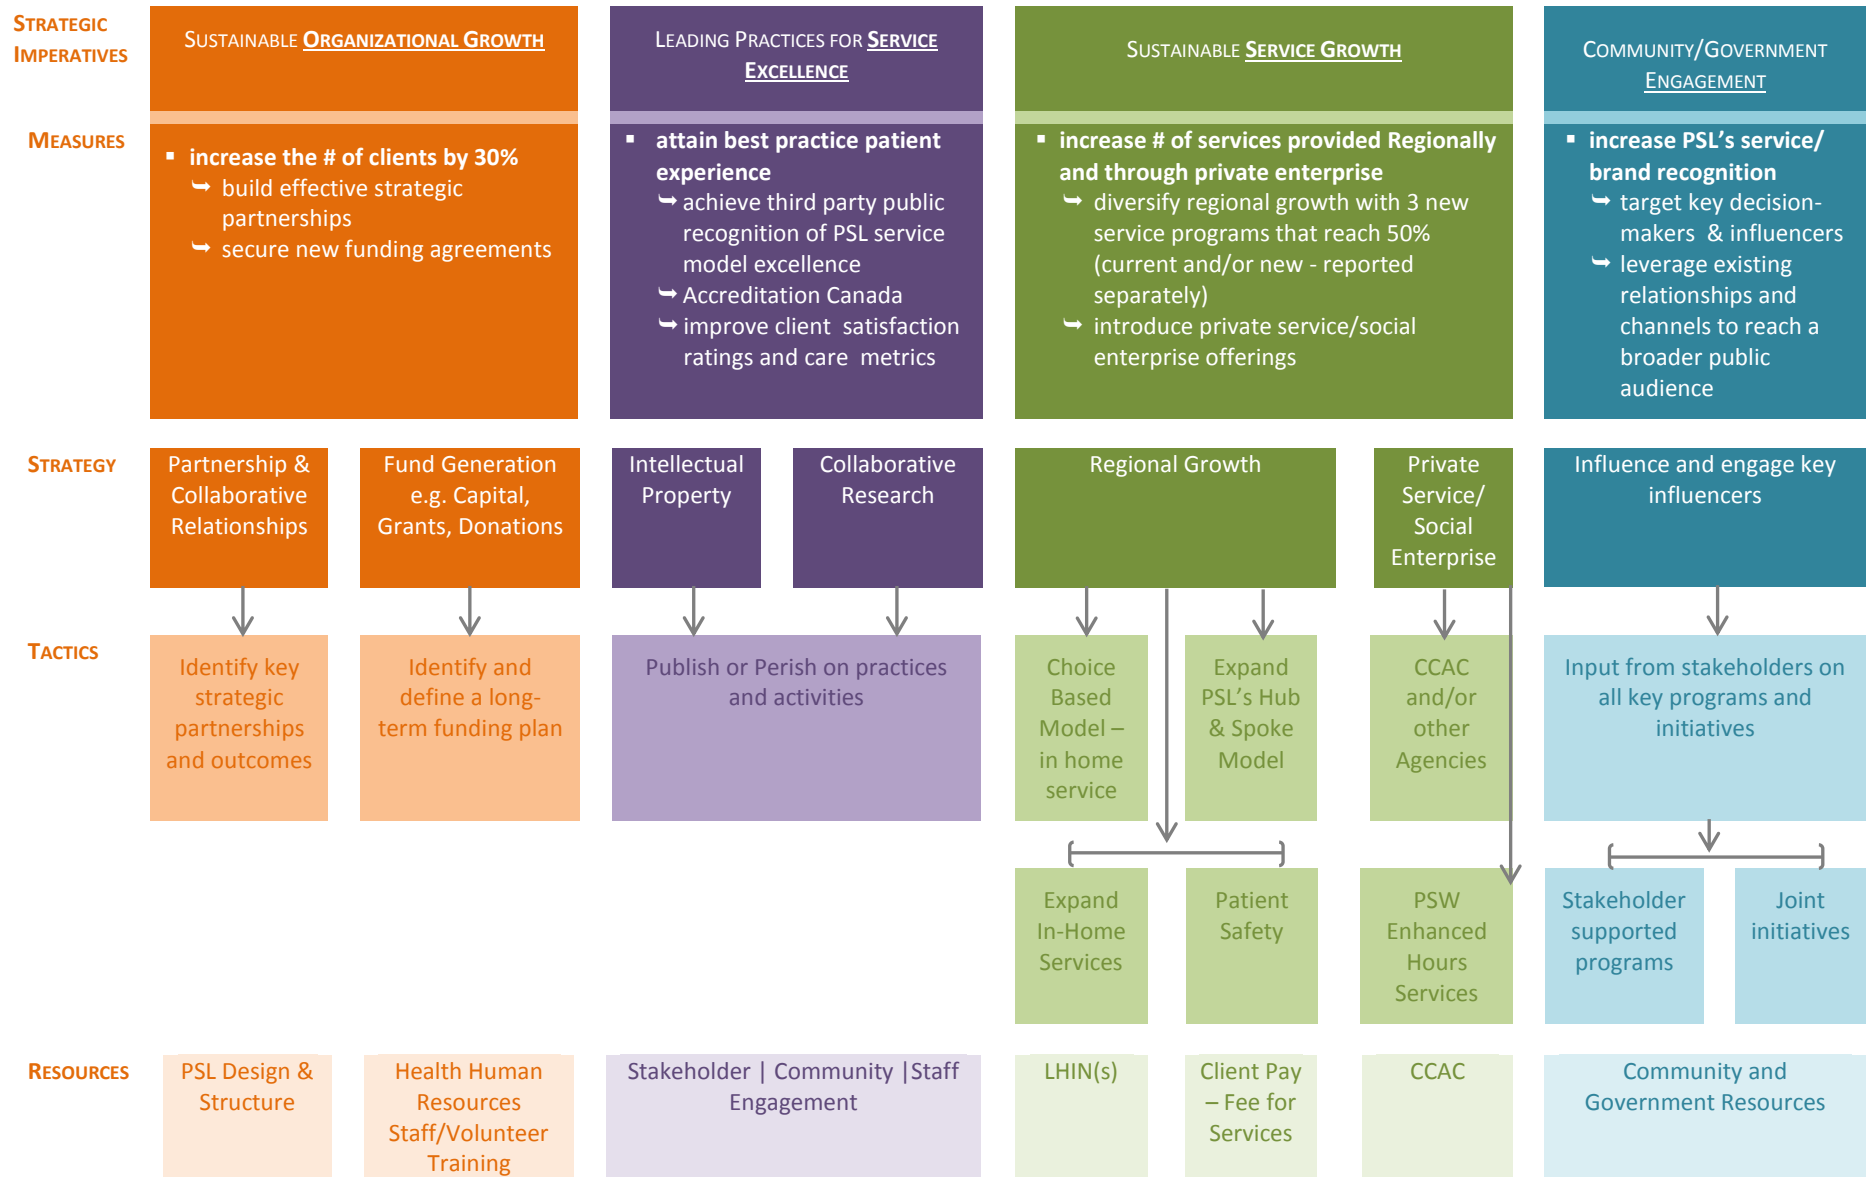 STRATEGIC
IMPERATIVES
SUSTAINABLE ORGANIZATIONAL GROWTH
LEADING PRACTICES FOR SERVICE
EXCELLENCE
SUSTAINABLE SERVICE GROWTH
COMMUNITY/GOVERNMENT
ENGAGEMENT
MEASURES
▪ increase the # of clients by 30%
➥ build effective strategic
partnerships
➥ secure new funding agreements
▪ attain best practice patient
experience
➥ achieve third party public
recognition of PSL service
model excellence
➥ Accreditation Canada
➥ improve client satisfaction
ratings and care metrics
▪ increase # of services provided Regionally
and through private enterprise
➥ diversify regional growth with 3 new
service programs that reach 50%
(current and/or new - reported
separately)
➥ introduce private service/social
enterprise offerings
▪ increase PSL's service/
brand recognition
➥ target key decision-
makers & influencers
➥ leverage existing
relationships and
channels to reach a
broader public
audience
STRATEGY
Partnership &
Collaborative
Relationships
Fund Generation
e.g. Capital,
Grants, Donations
Intellectual
Property
Collaborative
Research
Regional Growth
Private
Service/
Social
Enterprise
Influence and engage key
influencers
TACTICS
Identify key
strategic
partnerships
and outcomes
Identify and
define a long-
term funding plan
Publish or Perish on practices
and activities
Choice
Based
Model –
in home
service
Expand
PSL's Hub
& Spoke
Model
CCAC
and/or
other
Agencies
Input from stakeholders on
all key programs and
initiatives
Expand
In-Home
Services
Patient
Safety
PSW
Enhanced
Hours
Services
Stakeholder
supported
programs
Joint
initiatives
RESOURCES
PSL Design &
Structure
Health Human
Resources
Staff/Volunteer
Training
Stakeholder | Community |Staff
Engagement
LHIN(s)
Client Pay
– Fee for
Services
CCAC
Community and
Government Resources